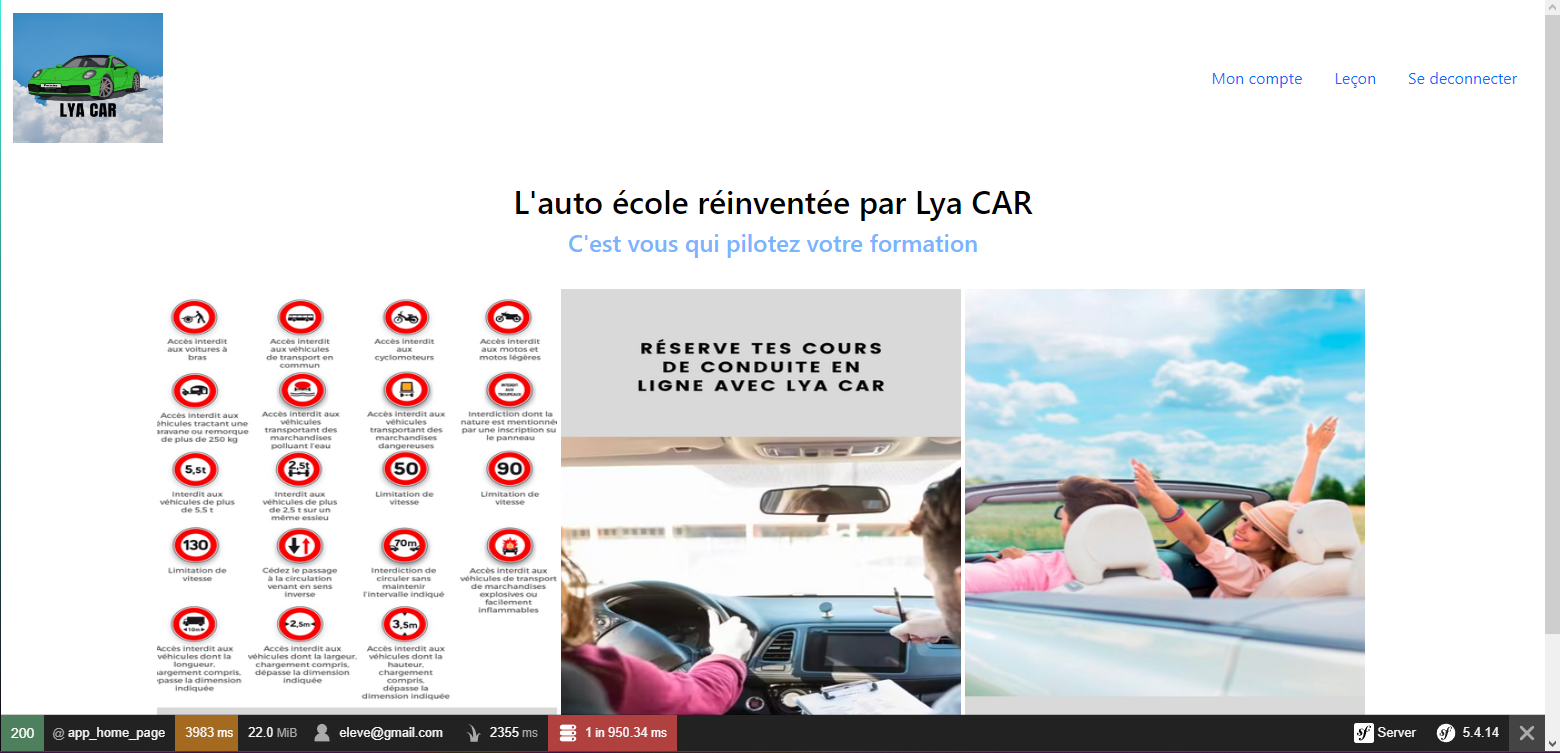 LYA CAR
Mon compte
Leçon
Se deconnecter
L'auto école réinventée par Lya CAR
C'est vous qui pilotez votre formation
Accès interdit
aux voitures à
bras
Accès interdit
aux véhicules
de transport en
commun
Accès interdit
aux
cyclomoteurs
Accès interdit
aux motos et
motos légères
Accès interdit aux
éhicules tractant une
aravane ou remorque
de plus de 250 kg
Accès interdit aux
véhicules
transportant des
marchandises
polluant l'eau
Accès interdit aux
véhicules
transportant des
marchandises
dangereuses
INTERDIT
AUX
TROUPEAUX
Interdiction dont la
nature est mentionnée
par une inscription su
le panneau
5,5t
Interdit aux
véhicules de plus
de 5,5 t
2,5t
Interdit aux
véhicules de plus
de 2,5 t sur un
même essieu
50
Limitation de
vitesse
90
Limitation de
vitesse
130
Limitation de
vitesse
Cédez le passage
à la circulation
venant en sens
inverse
70m
Interdiction de
circuler sans
maintenir
l'intervalle indiqué
Accès interdit aux
véhicules de transport
de marchandises
explosives ou
facilement
inflammables
10m
Accès interdit aux
véhicules dont la
longueur,
argement compris,
épasse la dimension
indiquée
2,5m
Accès interdit aux
véhicules dont la largeur,
chargement compris,
dépasse la dimension
indiquée
3,5m
Accès interdit aux
véhicules dont la
hauteur,
chargement
compris,
dépasse la
dimension indiquée
RÉSERVE TES COURS
DE CONDUITE EN
LIGNE AVEC LYA CAR
200 @ app_home_page 3983 ms 22.0 MiB eleve@gmail.com 2355 ms 1 in 950.34 ms sf Server sf 5.4.14